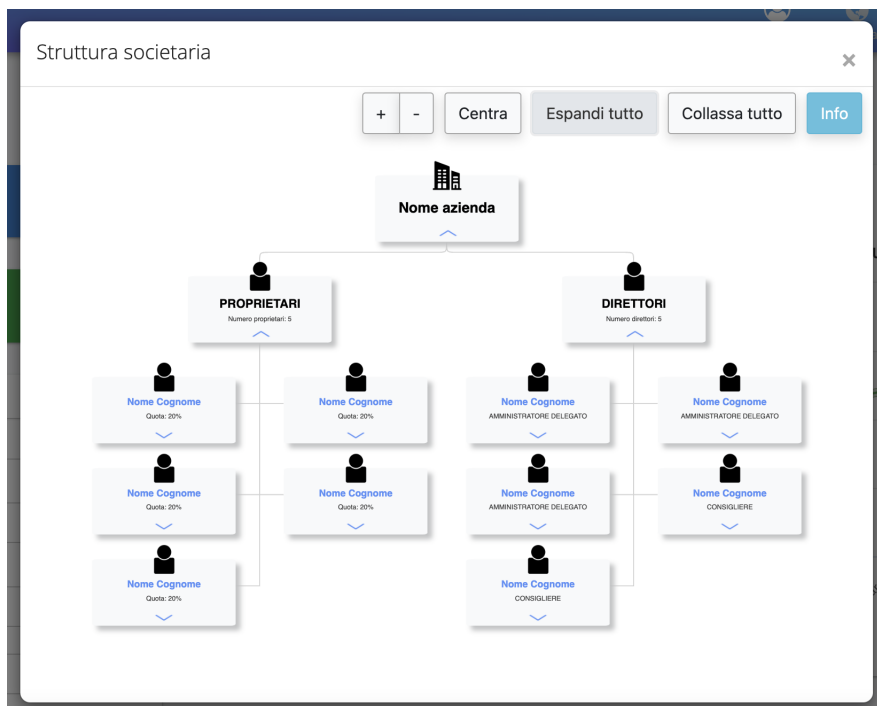 Struttura societaria
×
+ - Centra Espandi tutto Collassa tutto Info
Nome azienda
PROPRIETARI
Numero proprietari: 5
DIRETTORI
Numero direttori: 5
Nome Cognome
Quota: 20%
Nome Cognome
Quota: 20%
Nome Cognome
AMMINISTRATORE DELEGATO
Nome Cognome
AMMINISTRATORE DELEGATO
Nome Cognome
Quota: 20%
Nome Cognome
Quota: 20%
Nome Cognome
AMMINISTRATORE DELEGATO
Nome Cognome
CONSIGLIERE
Nome Cognome
Quota: 20%
Nome Cognome
CONSIGLIERE